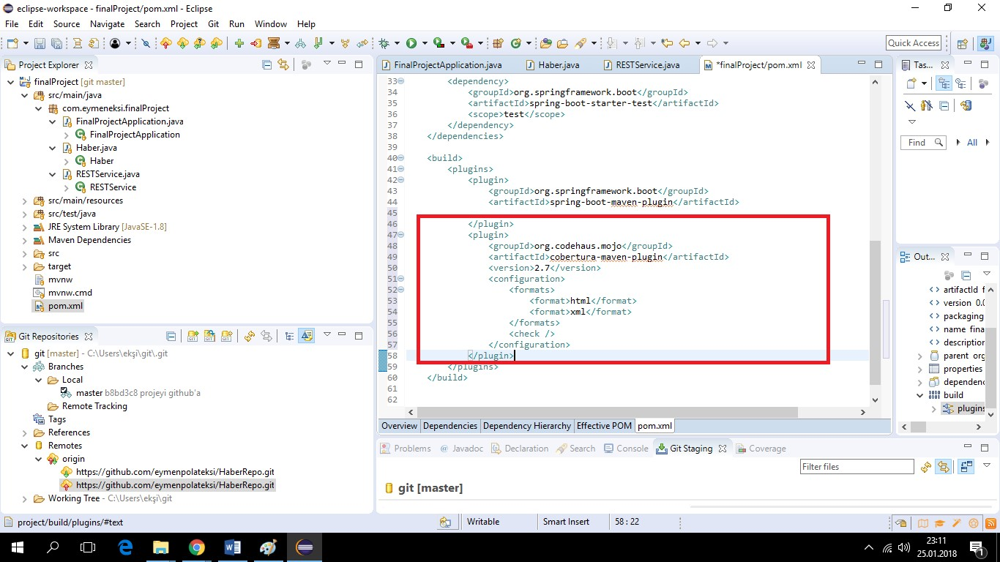 eclipse-workspace - finalProject/pom.xml - Eclipse
File Edit Source Navigate Search Project Git Run Window Help
Quick Access
Project Explorer
finalProject [git master]
src/main/java
com.eymeneksi.finalProject
FinalProjectApplication.java
FinalProjectApplication
Haber.java
Haber
RESTService.java
RESTService
src/main/resources
src/test/java
JRE System Library [JavaSE-1.8]
Maven Dependencies
src
target
mvnw
mvnw.cmd
pom.xml
Git Repositories
git [master] - C:\Users\ekşi\git\.git
Branches
Local
master b8bd3c8 projeyi github'a
Remote Tracking
Tags
References
Remotes
origin
https://github.com/eymenpolateksi/HaberRepo.git
https://github.com/eymenpolateksi/HaberRepo.git
Working Tree - C:\Users\ekşi\git
FinalProjectApplication.java Haber.java RESTService.java *finalProject/pom.xml
33 <dependency>
34 <groupId>org.springframework.boot</groupId>
35 <artifactId>spring-boot-starter-test</artifactId>
36 <scope>test</scope>
37 </dependency>
38 </dependencies>
39
40 <build>
41 <plugins>
42 <plugin>
43 <groupId>org.springframework.boot</groupId>
44 <artifactId>spring-boot-maven-plugin</artifactId>
45
46 </plugin>
47 <plugin>
48 <groupId>org.codehaus.mojo</groupId>
49 <artifactId>cobertura-maven-plugin</artifactId>
50 <version>2.7</version>
51 <configuration>
52 <formats>
53 <format>html</format>
54 <format>xml</format>
55 </formats>
56 <check />
57 </configuration>
58 </plugin>
59 </plugins>
60 </build>
61
62
Overview Dependencies Dependency Hierarchy Effective POM pom.xml
Tas...
Find All
Out...
artifactId f
version 0.0
packaging
name fina
description
parent org
properties
dependenc
build
plugins
Problems @ Javadoc Declaration Search Console Git Staging Coverage
Filter files
git [master]
project/build/plugins/#text
Writable
Smart Insert
58 : 22
23:11
25.01.2018
1